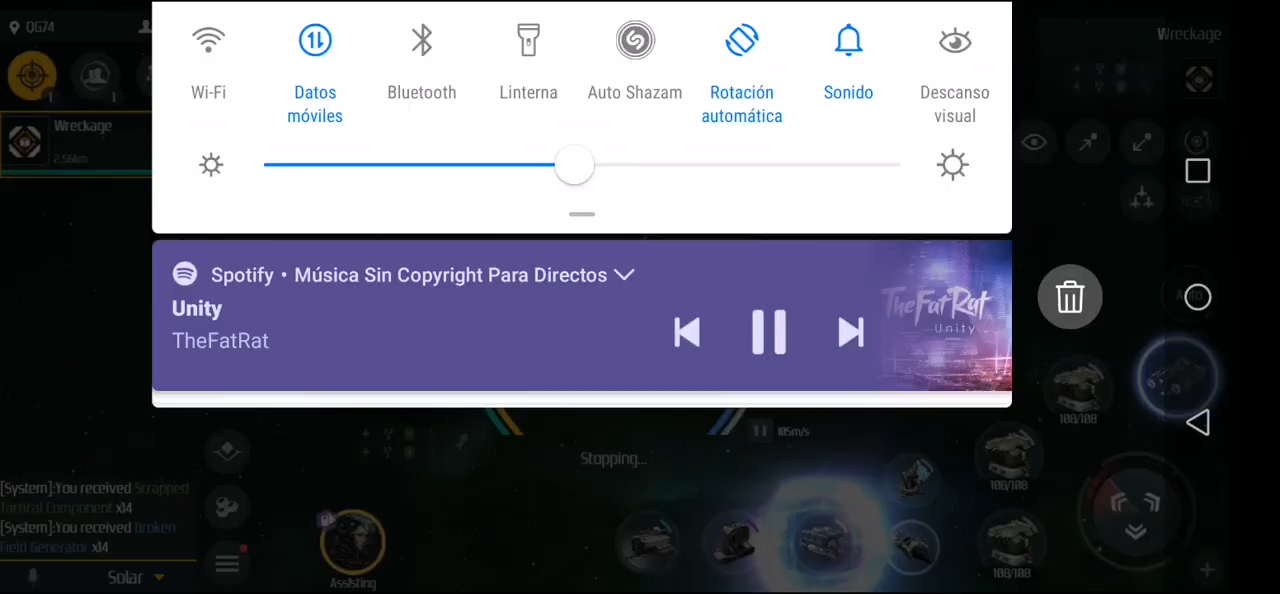 QG74
Wreckage
Wi-Fi
Datos móviles
Bluetooth
Linterna
Auto Shazam
Rotación automática
Sonido
Descanso visual
Wreckage
2.56km
Spotify • Música Sin Copyright Para Directos
Unity
TheFatRat
TheFatRat
Unity
108/108
105m/s
Stopping...
108/108
[System]:You received Scrapped
Tactical Component x14
[System]:You received Broken
Field Generator x14
108/108
Solar
Assisting